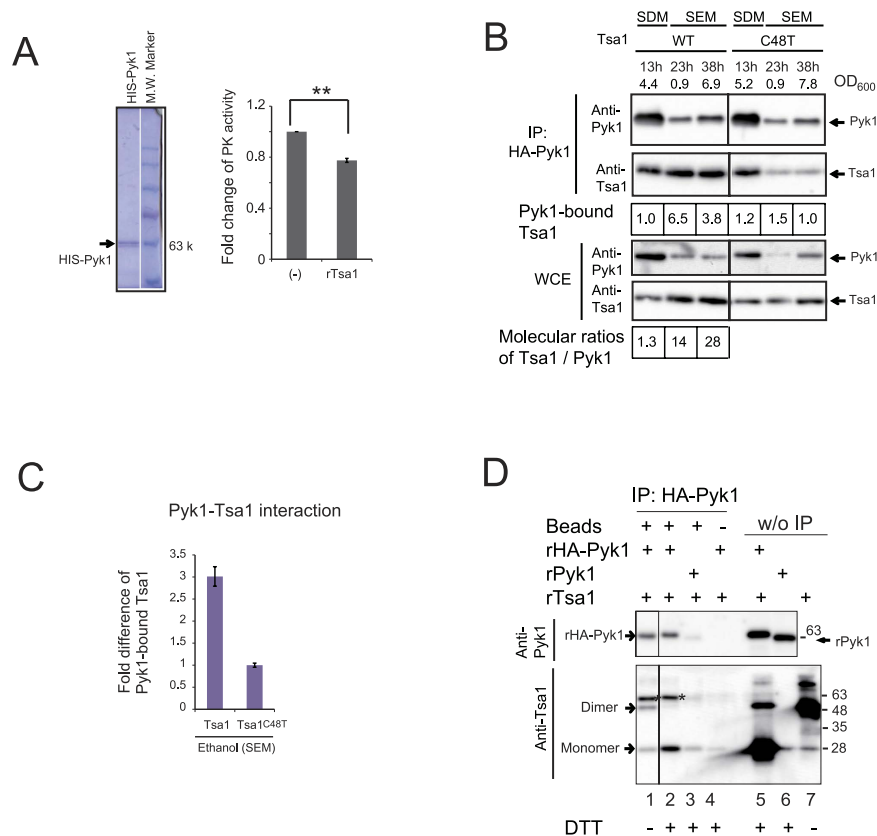 A
HIS-Pyk1
M.W. Marker
HIS-Pyk1
63 k
Fold change of PK activity
1.2
1
0.8
0.4
0
**
(-) rTsa1
B
SDM SEM SDM SEM
Tsa1 WT C48T
13h 23h 38h 13h 23h 38h
4.4 0.9 6.9 5.2 0.9 7.8 OD600
IP:
HA-Pyk1
Anti-
Pyk1
Pyk1
Anti-
Tsa1
Tsa1
Pyk1-bound
Tsa1
1.0 6.5 3.8 1.2 1.5 1.0
WCE
Anti-
Pyk1
Pyk1
Anti-
Tsa1
Tsa1
Molecular ratios
of Tsa1 / Pyk1
1.3 14 28
C
Pyk1-Tsa1 interaction
Fold difference of
Pyk1-bound Tsa1
3.5
3
2.5
2
1.5
1
0.5
0
Tsa1 Tsa1C48T
Ethanol (SEM)
D
IP: HA-Pyk1
w/o IP
Beads + + + -
rHA-Pyk1 + + + +
rPyk1 + +
rTsa1 + + + + + +
Anti-
Pyk1
rHA-Pyk1
63
rPyk1
Anti-Tsa1
Dimer
Monomer
* *
63
48
35
28
1 2 3 4 5 6 7
DTT - + + + + + -